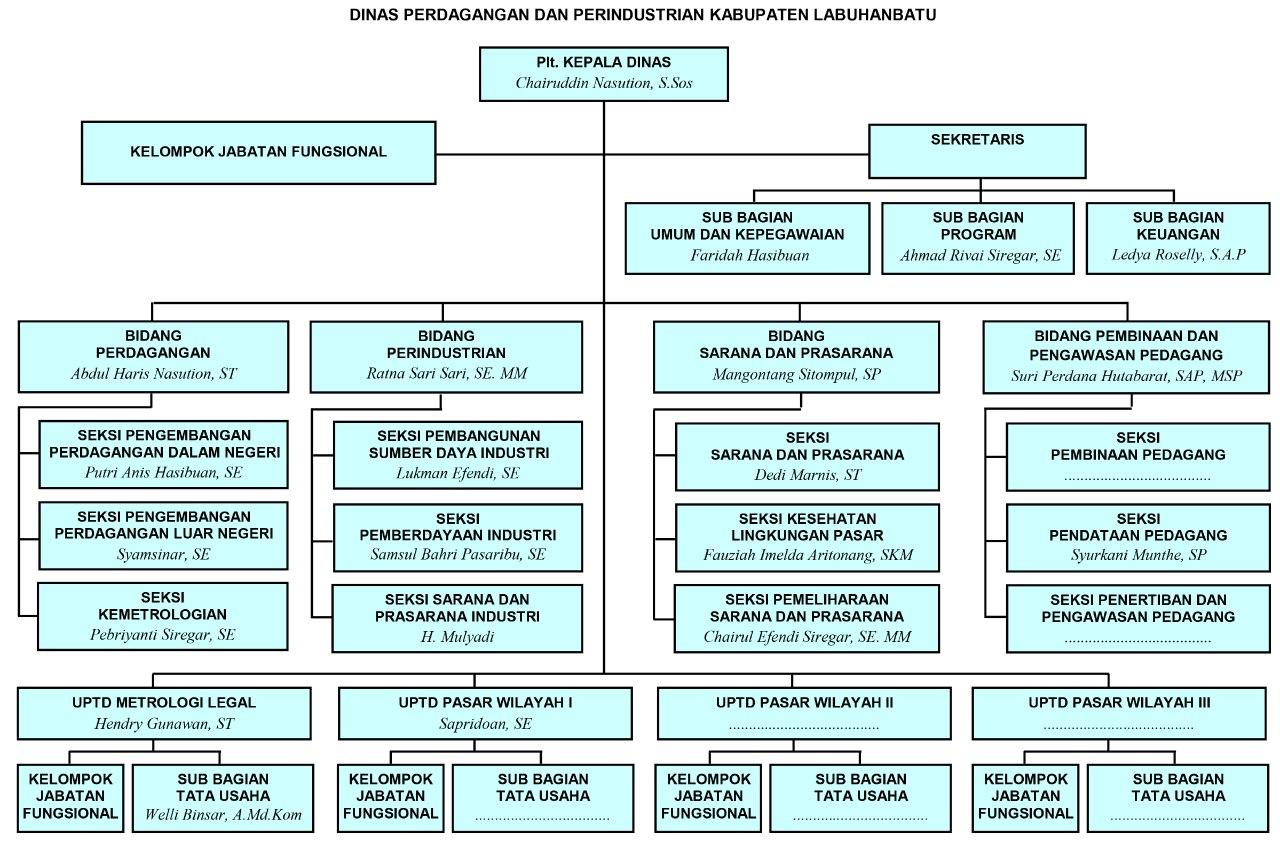 DINAS PERDAGANGAN DAN PERINDUSTRIAN KABUPATEN LABUHANBATU
Plt. KEPALA DINAS
Chairuddin Nasution, S.Sos
KELOMPOK JABATAN FUNGSIONAL
SEKRETARIS
SUB BAGIAN
UMUM DAN KEPEGAWAIAN
Faridah Hasibuan
SUB BAGIAN
PROGRAM
Ahmad Rivai Siregar, SE
SUB BAGIAN
KEUANGAN
Ledya Roselly, S.A.P
BIDANG
PERDAGANGAN
Abdul Haris Nasution, ST
SEKSI PENGEMBANGAN
PERDAGANGAN DALAM NEGERI
Putri Anis Hasibuan, SE
SEKSI PENGEMBANGAN
PERDAGANGAN LUAR NEGERI
Syamsinar, SE
SEKSI
KEMETROLOGIAN
Pebriyanti Siregar, SE
BIDANG
PERINDUSTRIAN
Ratna Sari Sari, SE. MM
SEKSI PEMBANGUNAN
SUMBER DAYA INDUSTRI
Lukman Efendi, SE
SEKSI
PEMBERDAYAAN INDUSTRI
Samsul Bahri Pasaribu, SE
SEKSI SARANA DAN
PRASARANA INDUSTRI
H. Mulyadi
BIDANG
SARANA DAN PRASARANA
Mangontang Sitompul, SP
SEKSI
SARANA DAN PRASARANA
Dedi Marnis, ST
SEKSI KESEHATAN
LINGKUNGAN PASAR
Fauziah Imelda Aritonang, SKM
SEKSI PEMELIHARAAN
SARANA DAN PRASARANA
Chairul Efendi Siregar, SE. MM
BIDANG PEMBINAAN DAN
PENGAWASAN PEDAGANG
Suri Perdana Hutabarat, SAP, MSP
SEKSI
PEMBINAAN PEDAGANG
.....................................
SEKSI
PENDATAAN PEDAGANG
Syurkani Munthe, SP
SEKSI PENERTIBAN DAN
PENGAWASAN PEDAGANG
.....................................
UPTD METROLOGI LEGAL
Hendry Gunawan, ST
KELOMPOK
JABATAN
FUNGSIONAL
SUB BAGIAN
TATA USAHA
Welli Binsar, A.Md.Kom
UPTD PASAR WILAYAH I
Sapridoan, SE
KELOMPOK
JABATAN
FUNGSIONAL
SUB BAGIAN
TATA USAHA
..................................
UPTD PASAR WILAYAH II
......................................
KELOMPOK
JABATAN
FUNGSIONAL
SUB BAGIAN
TATA USAHA
..................................
UPTD PASAR WILAYAH III
......................................
KELOMPOK
JABATAN
FUNGSIONAL
SUB BAGIAN
TATA USAHA
..................................